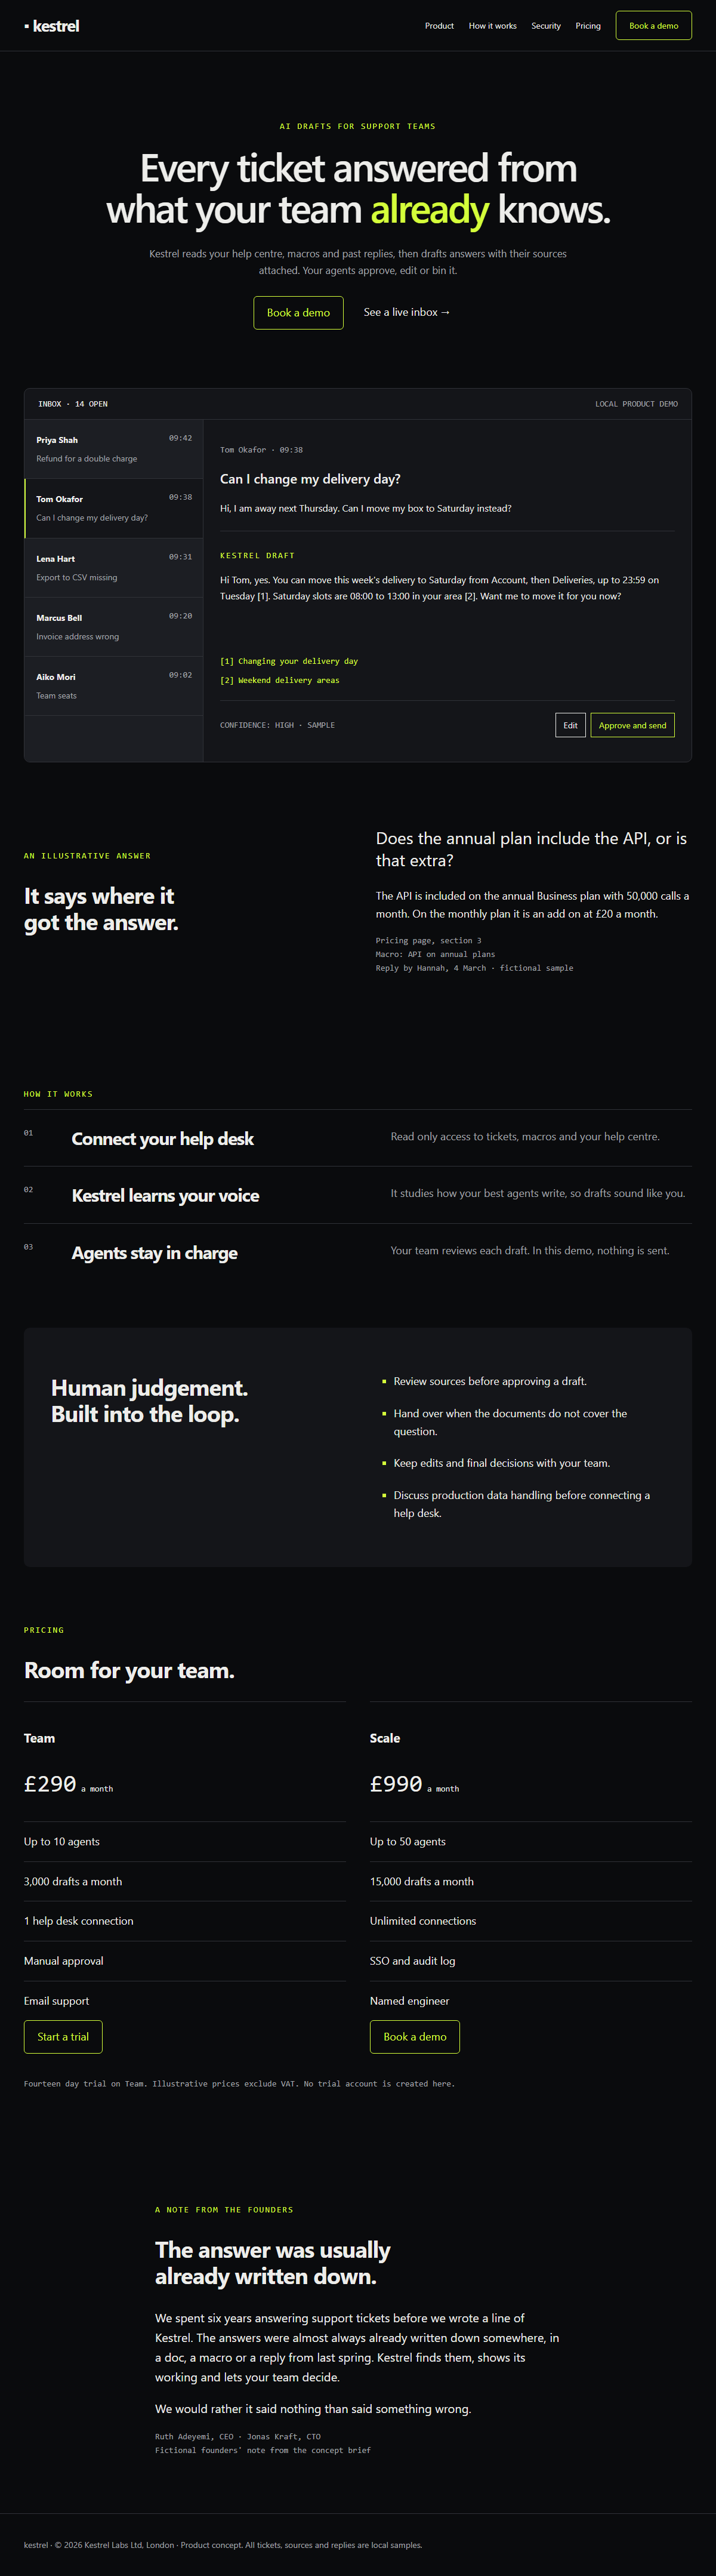 kestrel
Product
How it works
Security
Pricing
Book a demo
AI DRAFTS FOR SUPPORT TEAMS
Every ticket answered from
what your team already knows.
Kestrel reads your help centre, macros and past replies, then drafts answers with their sources
attached. Your agents approve, edit or bin it.
Book a demo
See a live inbox →
INBOX · 14 OPEN
LOCAL PRODUCT DEMO
Priya Shah 09:42
Refund for a double charge
Tom Okafor 09:38
Can I change my delivery day?
Lena Hart 09:31
Export to CSV missing
Marcus Bell 09:20
Invoice address wrong
Aiko Mori 09:02
Team seats
Tom Okafor · 09:38
Can I change my delivery day?
Hi, I am away next Thursday. Can I move my box to Saturday instead?
KESTREL DRAFT
Hi Tom, yes. You can move this week's delivery to Saturday from Account, then Deliveries, up to 23:59 on
Tuesday [1]. Saturday slots are 08:00 to 13:00 in your area [2]. Want me to move it for you now?
[1] Changing your delivery day
[2] Weekend delivery areas
CONFIDENCE: HIGH · SAMPLE
Edit
Approve and send
AN ILLUSTRATIVE ANSWER
It says where it
got the answer.
Does the annual plan include the API, or is
that extra?
The API is included on the annual Business plan with 50,000 calls a
month. On the monthly plan it is an add on at £20 a month.
Pricing page, section 3
Macro: API on annual plans
Reply by Hannah, 4 March · fictional sample
HOW IT WORKS
01
Connect your help desk
Read only access to tickets, macros and your help centre.
02
Kestrel learns your voice
It studies how your best agents write, so drafts sound like you.
03
Agents stay in charge
Your team reviews each draft. In this demo, nothing is sent.
Human judgement.
Built into the loop.
Review sources before approving a draft.
Hand over when the documents do not cover the
question.
Keep edits and final decisions with your team.
Discuss production data handling before connecting a
help desk.
PRICING
Room for your team.
Team
£290 a month
Up to 10 agents
3,000 drafts a month
1 help desk connection
Manual approval
Email support
Start a trial
Scale
£990 a month
Up to 50 agents
15,000 drafts a month
Unlimited connections
SSO and audit log
Named engineer
Book a demo
Fourteen day trial on Team. Illustrative prices exclude VAT. No trial account is created here.
A NOTE FROM THE FOUNDERS
The answer was usually
already written down.
We spent six years answering support tickets before we wrote a line of
Kestrel. The answers were almost always already written down somewhere, in
a doc, a macro or a reply from last spring. Kestrel finds them, shows its
working and lets your team decide.
We would rather it said nothing than said something wrong.
Ruth Adeyemi, CEO · Jonas Kraft, CTO
Fictional founders' note from the concept brief
kestrel · © 2026 Kestrel Labs Ltd, London · Product concept. All tickets, sources and replies are local samples.